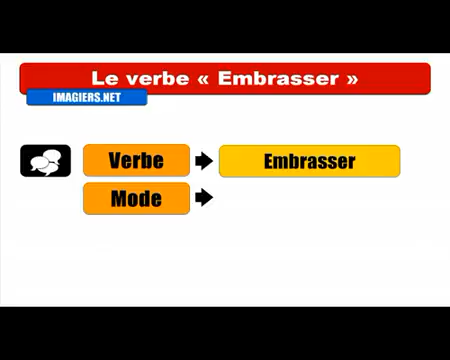 Le verbe « Embrasser »
IMAGIERS.NET
Verbe Embrasser
Mode